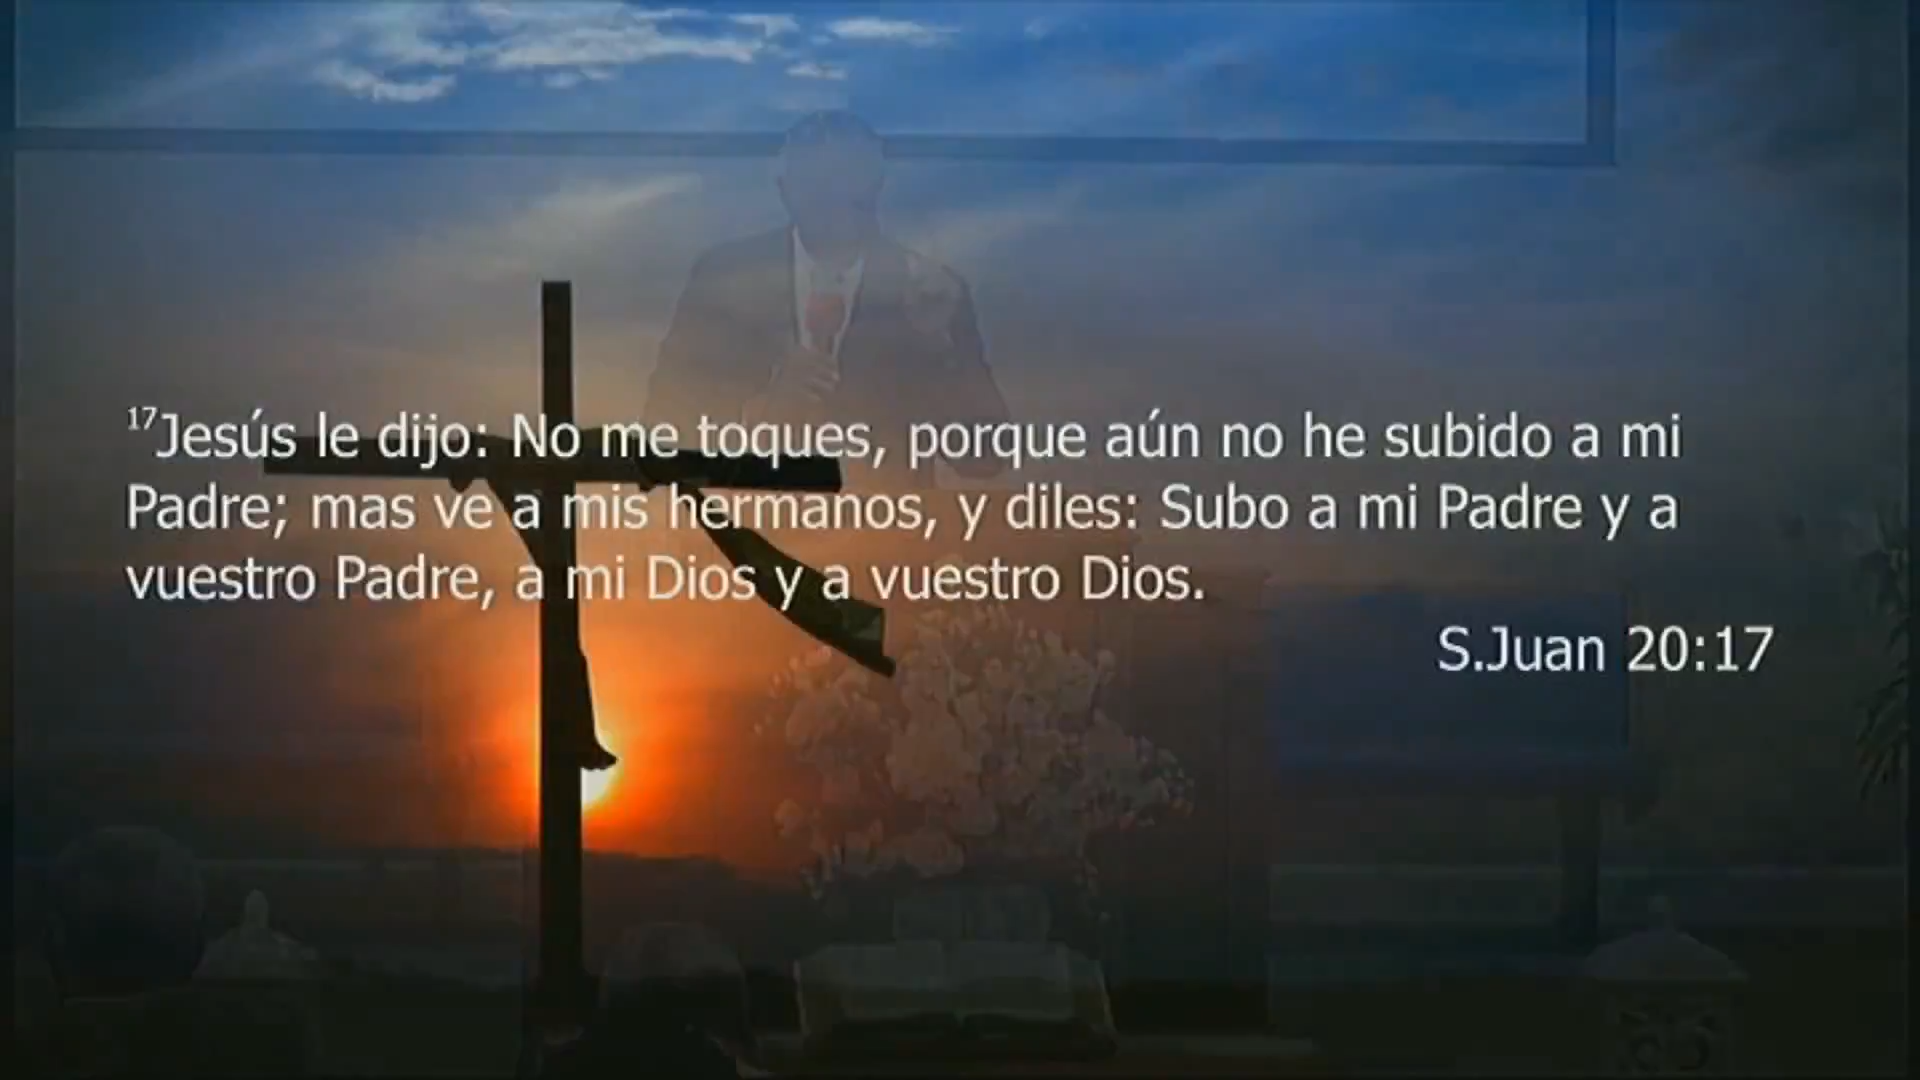 17Jesús le dijo: No me toques, porque aún no he subido a mi
Padre; mas ve a mis hermanos, y diles: Subo a mi Padre y a
vuestro Padre, a mi Dios y a vuestro Dios.
S.Juan 20:17